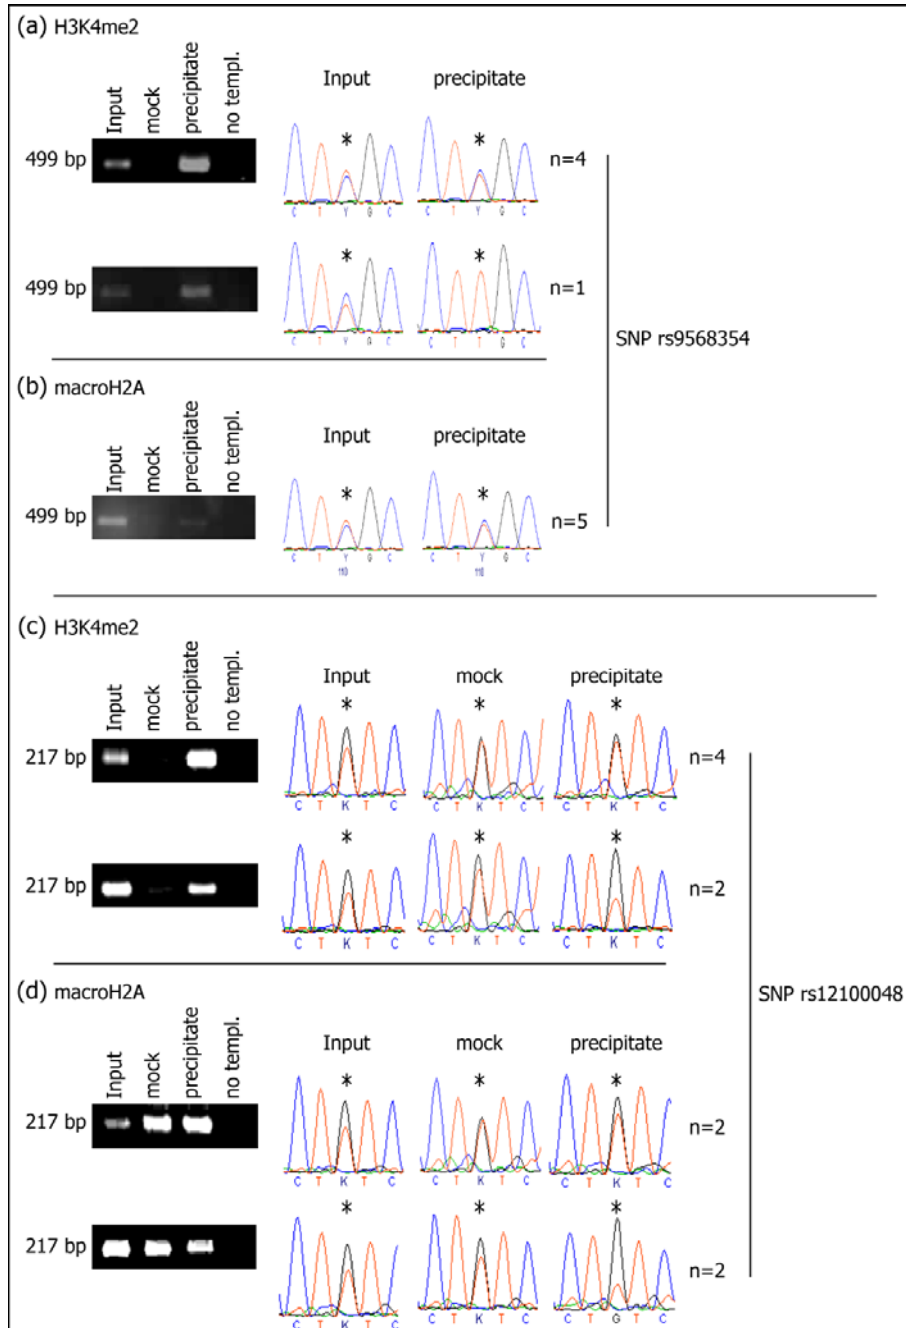 (a) H3K4me2
Input mock precipitate no templ.
Input precipitate
499 bp
* *
n=4
C T Y G C C T Y G C
499 bp
* *
n=1
C T Y G C C T T G C
SNP rs9568354
(b) macroH2A
Input mock precipitate no templ.
Input precipitate
499 bp
* *
n=5
C T Y G C C T Y G C
110 110
(c) H3K4me2
Input mock precipitate no templ.
Input mock precipitate
217 bp
* * *
n=4
C T K T C C T K T C T C T K T C
217 bp
* * *
n=2
C T K T C C T K T C C T K T C
SNP rs12100048
(d) macroH2A
Input mock precipitate no templ.
Input mock precipitate
217 bp
* * *
n=2
C T K T C C T K T C C T K T C
217 bp
* * *
n=2
C T K T C C T K T C C T G T C